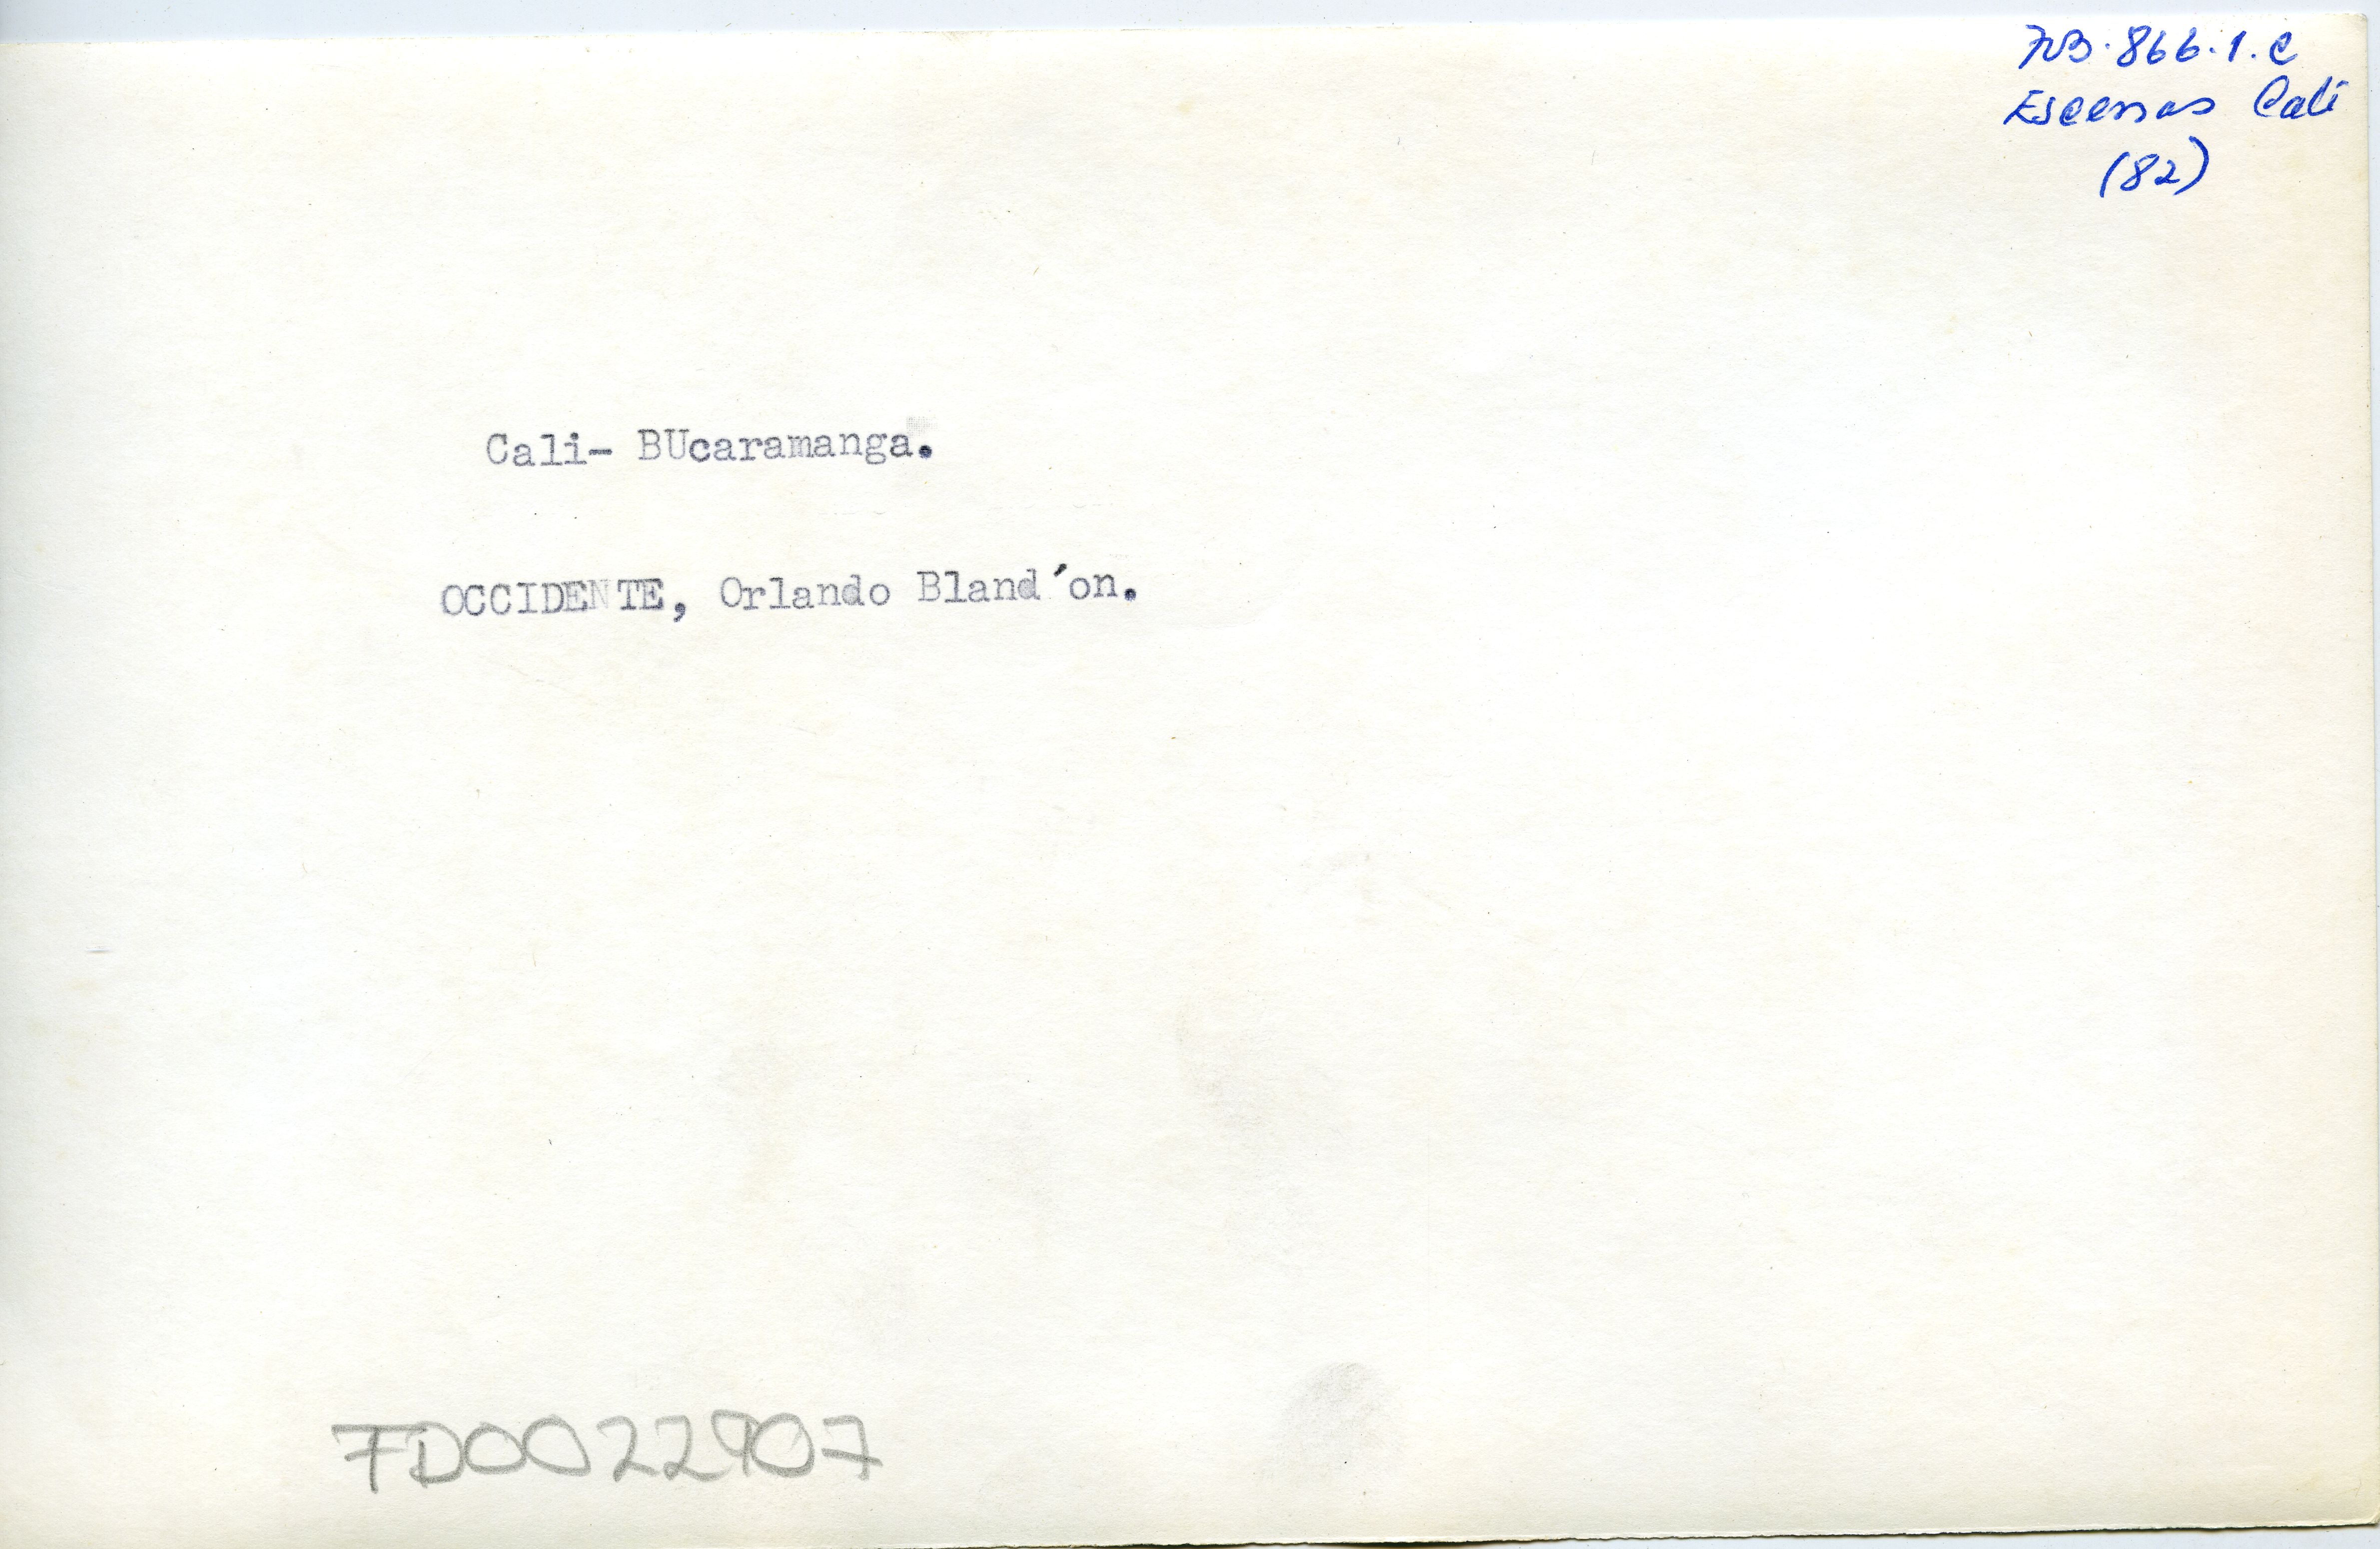 703.866.1.C
Escenas Cali
(82)
Cali- BUcaramanga.
OCCIDENTE, Orlando Bland´on.
FD0022907